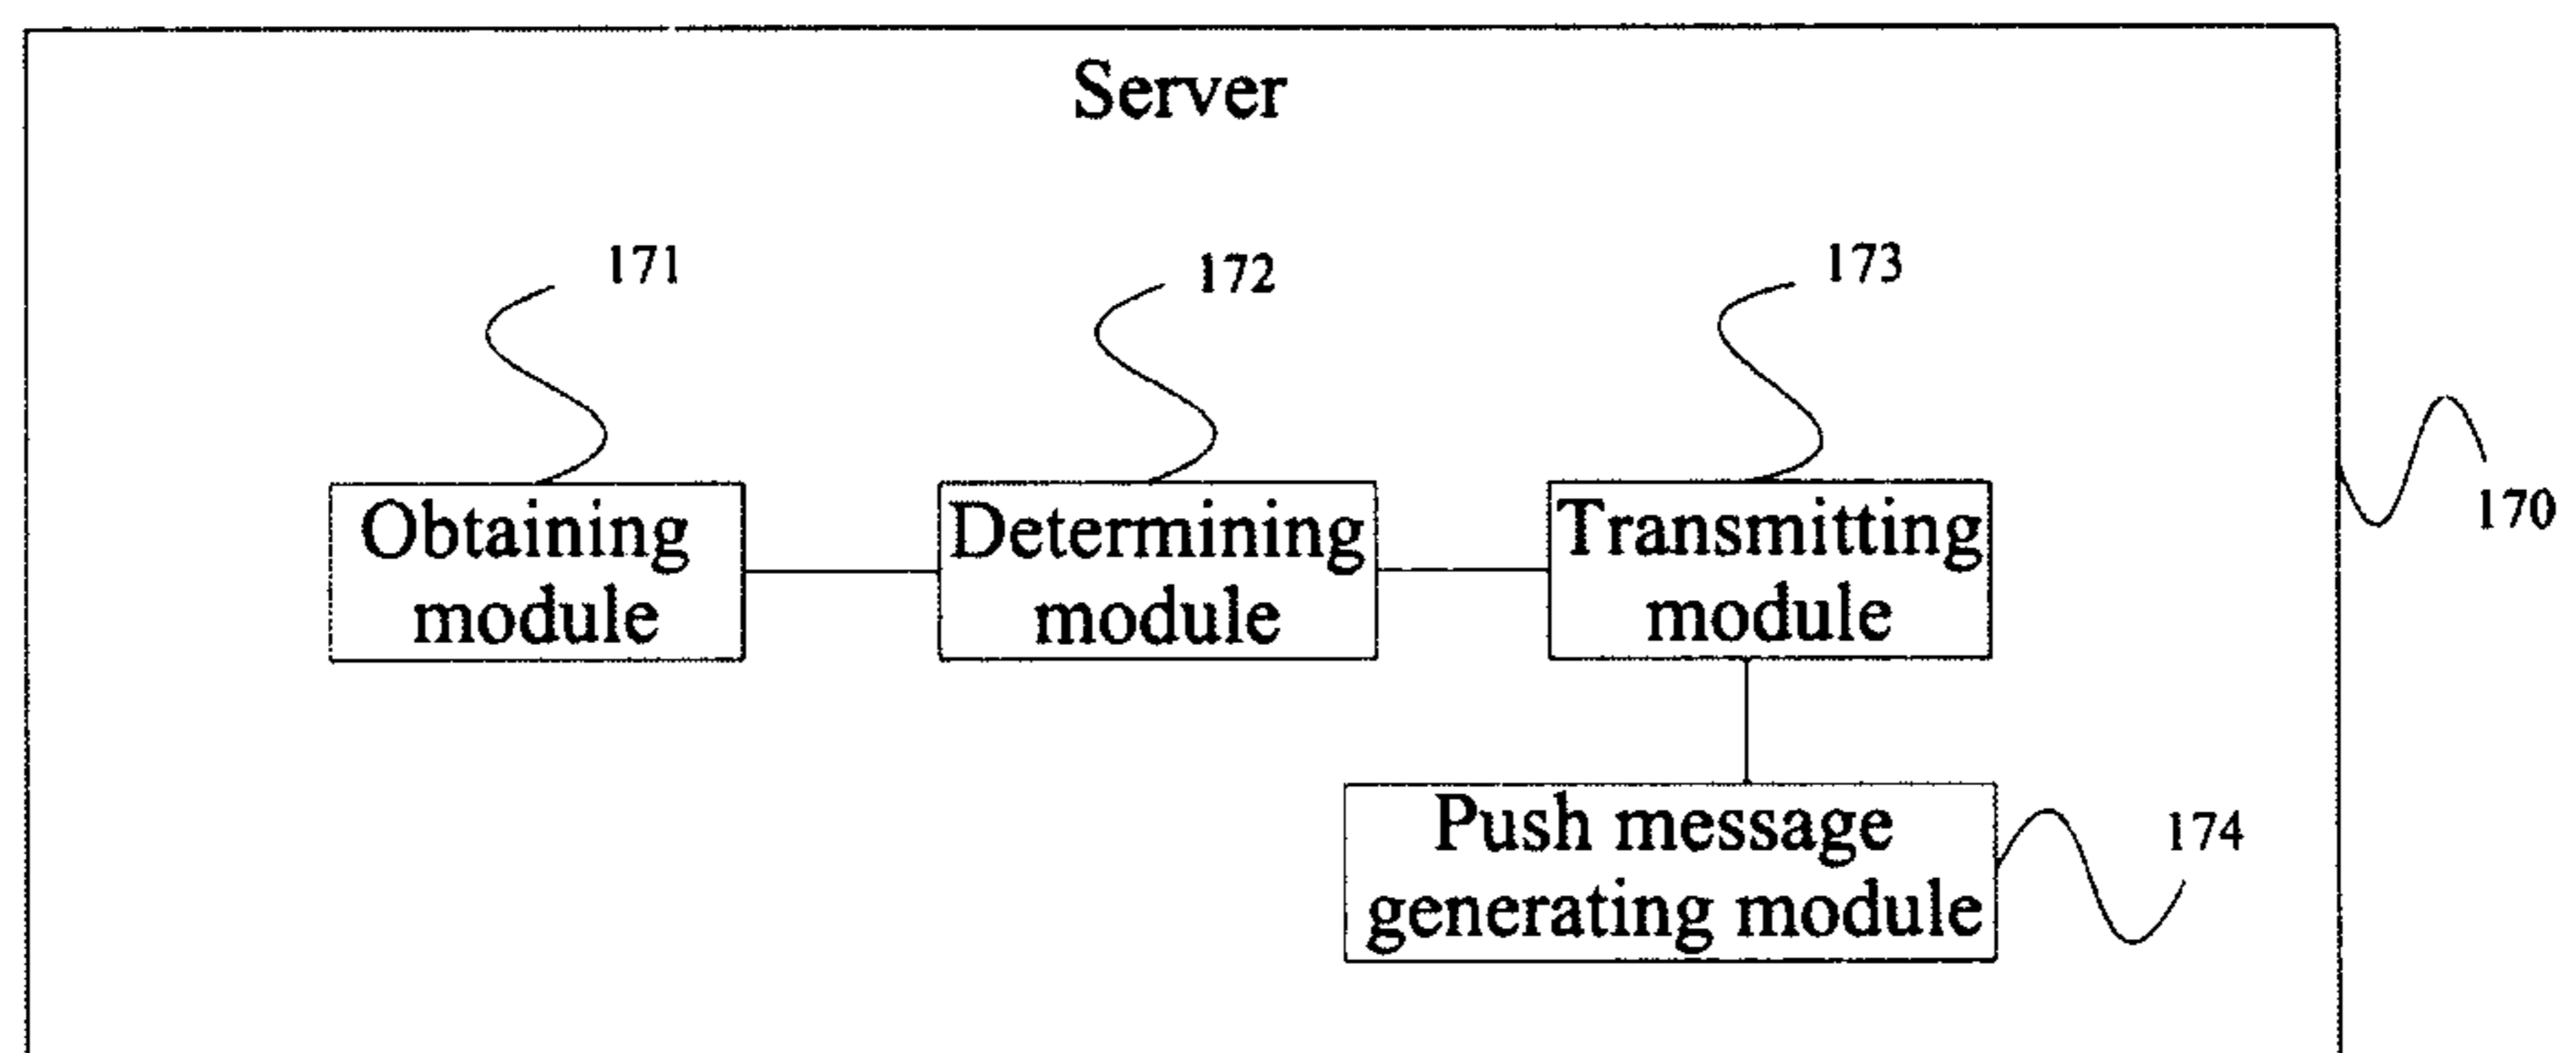 Server
171
172
173
170
Obtaining
module
Determining
module
Transmitting
module
Push message
generating module
174